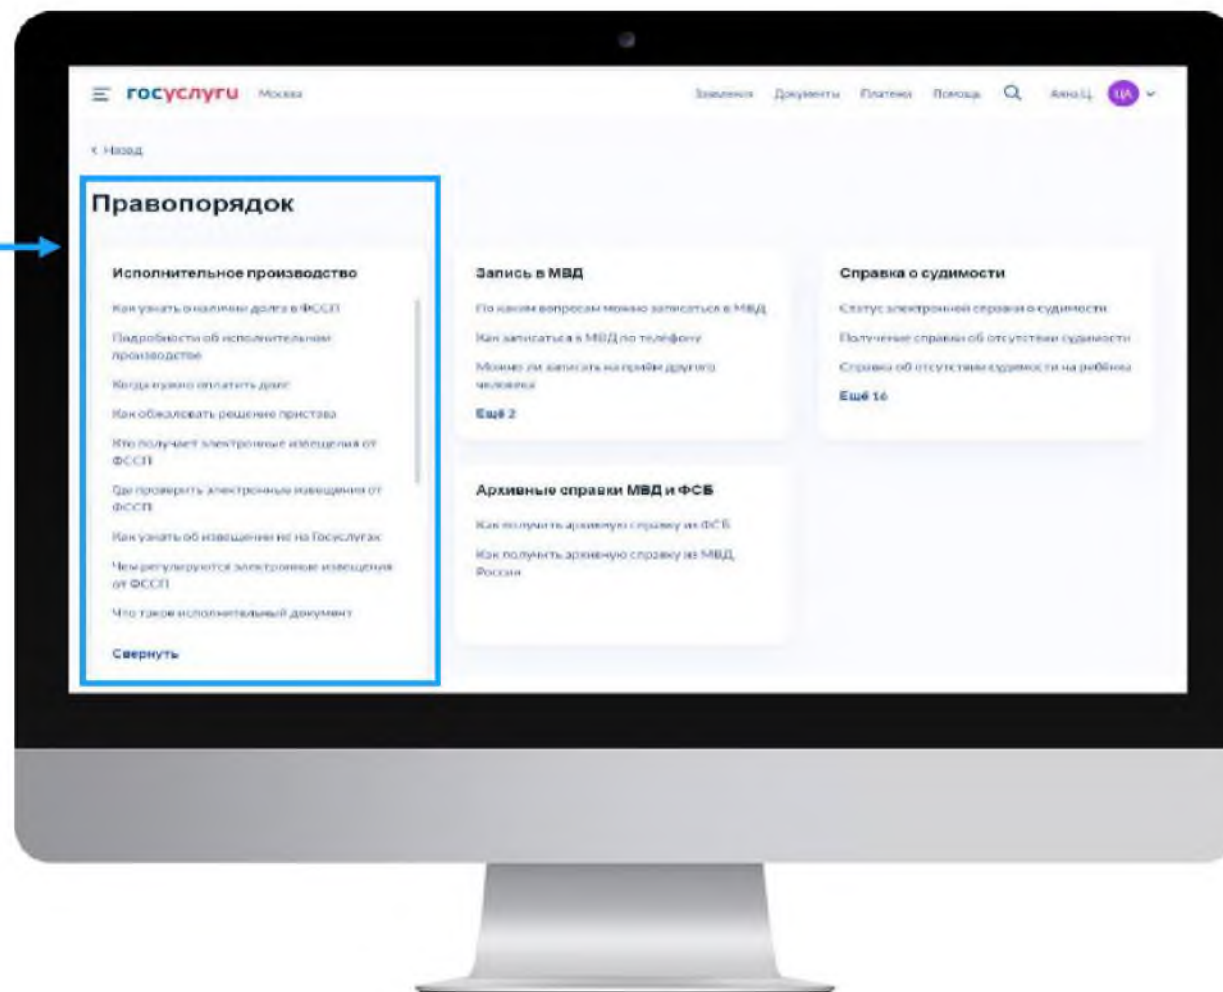 госуслуги Москва
Заявления Документы Платежи Помощь Анна Ц. ЦА
Назад
Правопорядок
Исполнительное производство
Как узнать о наличии долга в ФССП
Подробности об исполнительном
производстве
Когда нужно оплатить долг
Как обжаловать решение пристава
Кто получает электронные извещения от
ФССП
Где проверить электронные извещения от
ФССП
Как узнать об извещении не на Госуслугах
Чем регулируются электронные извещения
от ФССП
Что такое исполнительный документ
Свернуть
Запись в МВД
По каким вопросам можно записаться в МВД
Как записаться в МВД по телефону
Можно ли записать на приём другого
человека
Ещё 2
Справка о судимости
Статус электронной справки о судимости
Получение справки об отсутствии судимости
Справка об отсутствии судимости на ребёнка
Ещё 16
Архивные справки МВД и ФСБ
Как получить архивную справку из ФСБ
Как получить архивную справку из МВД
России